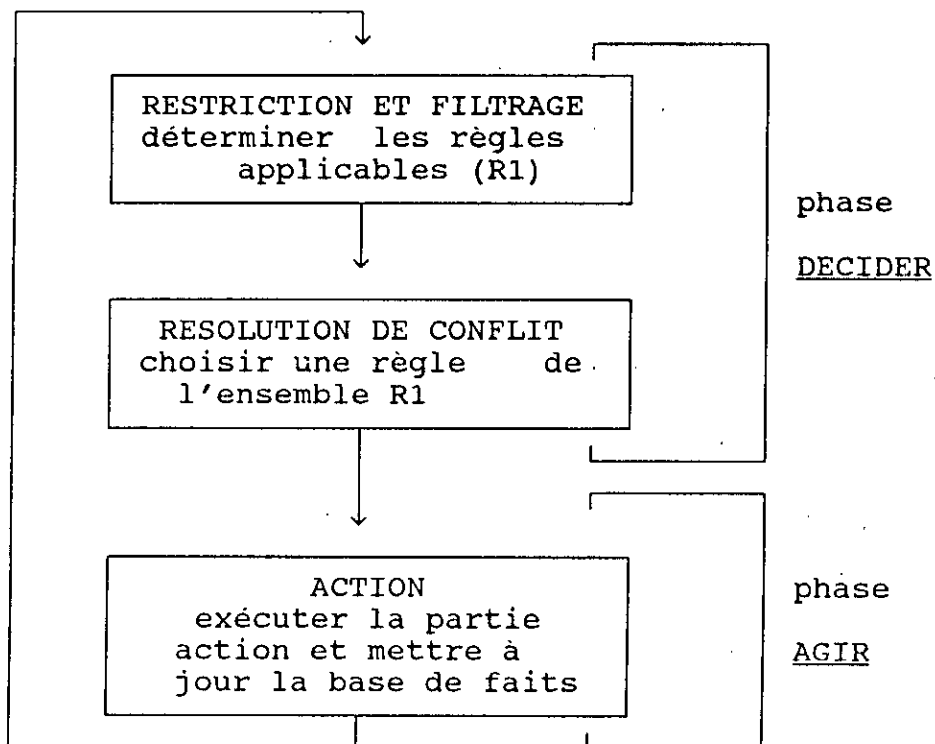 RESTRICTION ET FILTRAGE
déterminer les règles
applicables (R1)
phase
DECIDER
RESOLUTION DE CONFLIT
choisir une règle de
l'ensemble R1
ACTION
exécuter la partie
action et mettre à
jour la base de faits
phase
AGIR